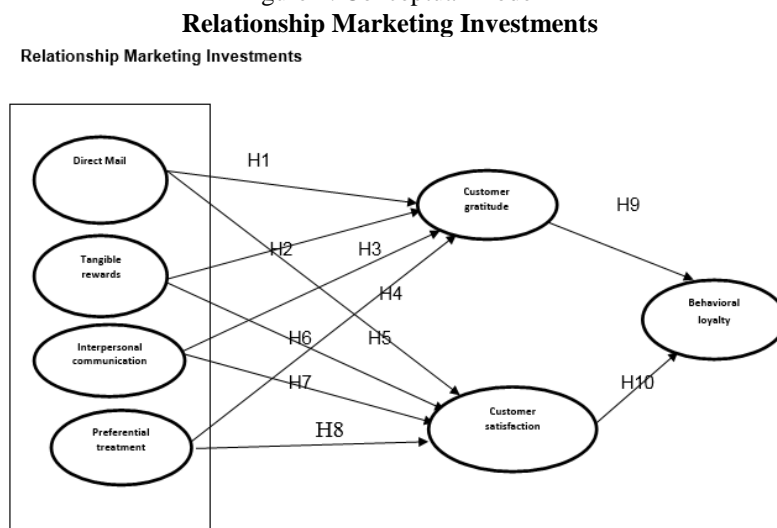 Relationship Marketing Investments
Relationship Marketing Investments
Direct Mail
H1
Customer
gratitude
H9
Tangible
rewards
H2
H3
H4
Behavioral
loyalty
Interpersonal
communication
H6
H5
H7
H10
Customer
satisfaction
Preferential
treatment
H8